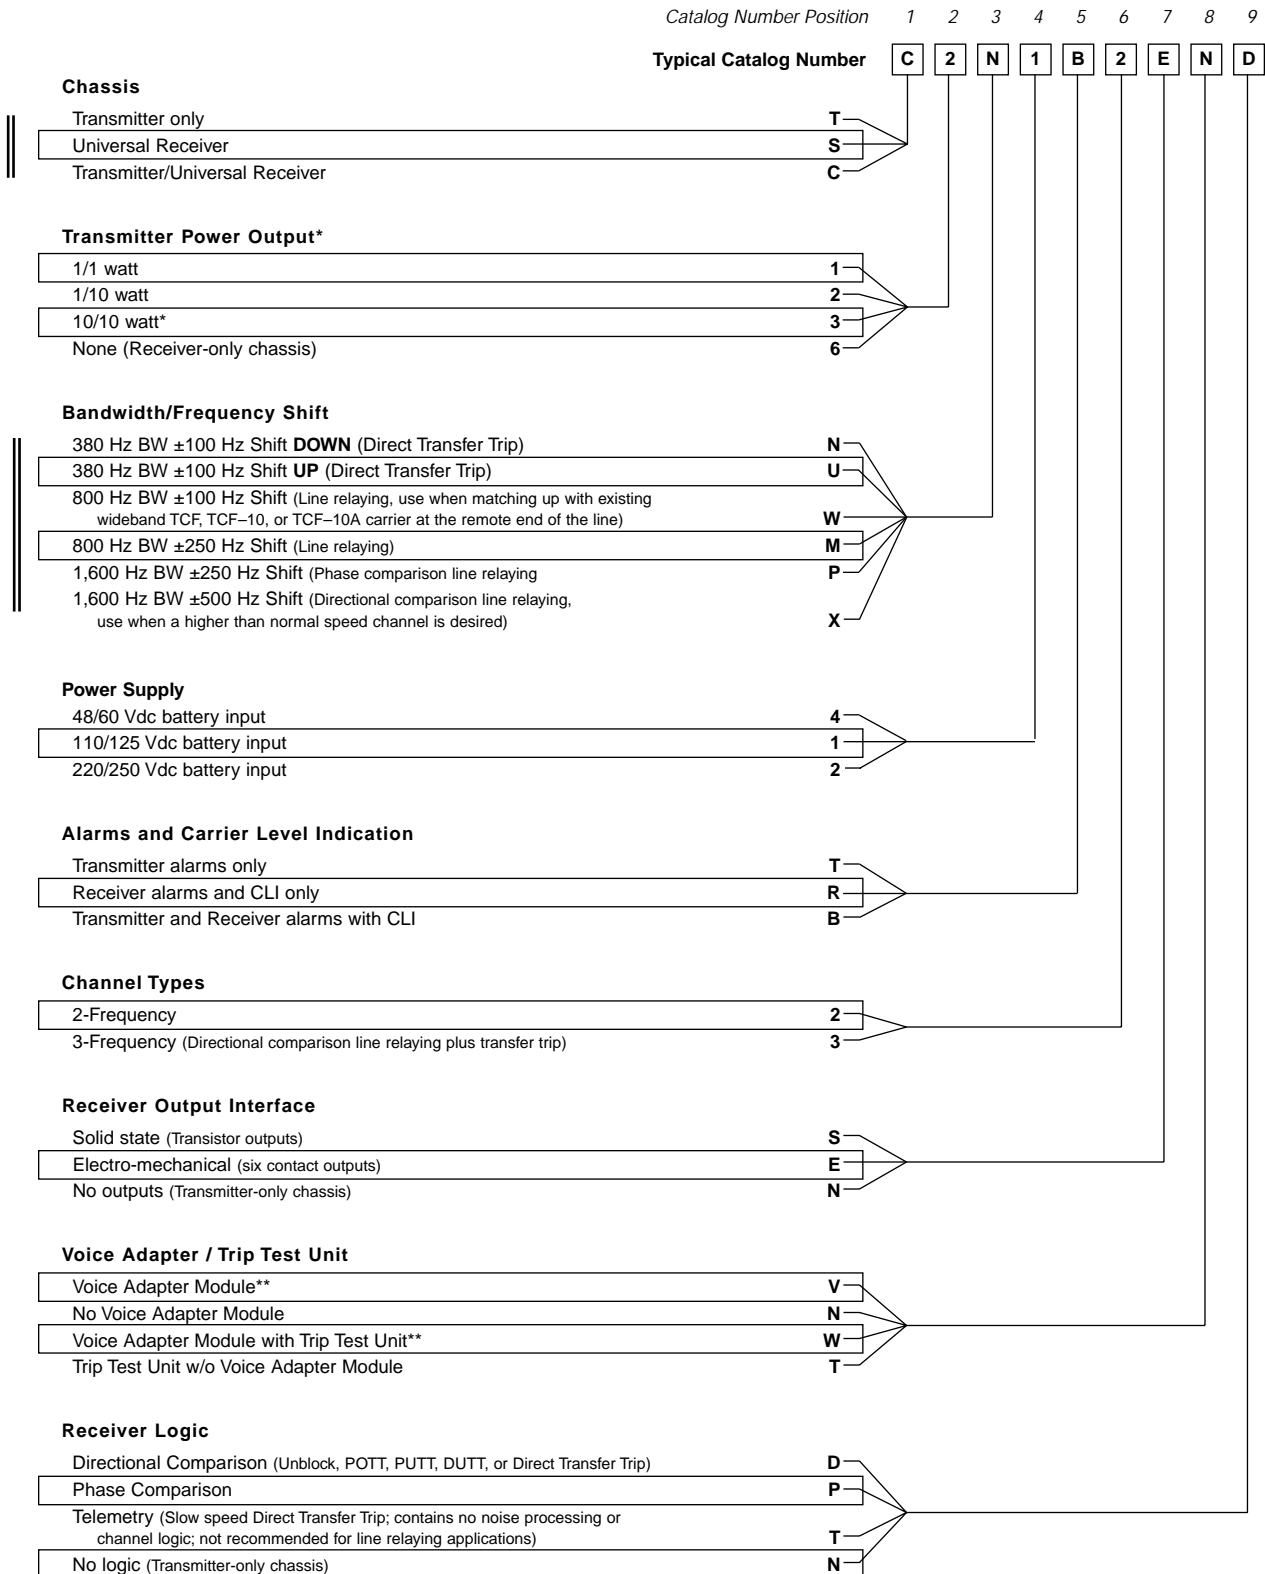 Catalog Number Position 1 2 3 4 5 6 7 8 9
Typical Catalog Number C 2 N 1 B 2 E N D
Chassis
Transmitter only T
Universal Receiver S
Transmitter/Universal Receiver C
Transmitter Power Output*
1/1 watt 1
1/10 watt 2
10/10 watt* 3
None (Receiver-only chassis) 6
Bandwidth/Frequency Shift
380 Hz BW ±100 Hz Shift DOWN (Direct Transfer Trip) N
380 Hz BW ±100 Hz Shift UP (Direct Transfer Trip) U
800 Hz BW ±100 Hz Shift (Line relaying, use when matching up with existing
wideband TCF, TCF–10, or TCF–10A carrier at the remote end of the line) W
800 Hz BW ±250 Hz Shift (Line relaying) M
1,600 Hz BW ±250 Hz Shift (Phase comparison line relaying P
1,600 Hz BW ±500 Hz Shift (Directional comparison line relaying,
use when a higher than normal speed channel is desired) X
Power Supply
48/60 Vdc battery input 4
110/125 Vdc battery input 1
220/250 Vdc battery input 2
Alarms and Carrier Level Indication
Transmitter alarms only T
Receiver alarms and CLI only R
Transmitter and Receiver alarms with CLI B
Channel Types
2-Frequency 2
3-Frequency (Directional comparison line relaying plus transfer trip) 3
Receiver Output Interface
Solid state (Transistor outputs) S
Electro-mechanical (six contact outputs) E
No outputs (Transmitter-only chassis) N
Voice Adapter / Trip Test Unit
Voice Adapter Module** V
No Voice Adapter Module N
Voice Adapter Module with Trip Test Unit** W
Trip Test Unit w/o Voice Adapter Module T
Receiver Logic
Directional Comparison (Unblock, POTT, PUTT, DUTT, or Direct Transfer Trip) D
Phase Comparison P
Telemetry (Slow speed Direct Transfer Trip; contains no noise processing or
channel logic; not recommended for line relaying applications) T
No logic (Transmitter-only chassis) N